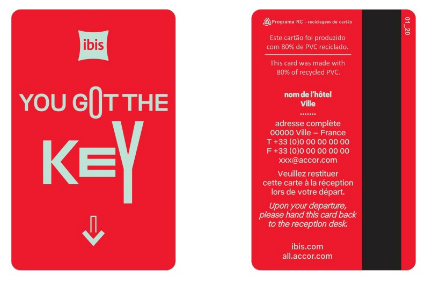 ibis
YOU GOT THE
KEY
Programa RC - reciclagem de cartão
01_20
Este cartão foi produzido
com 80% de PVC reciclado.
This card was made with
80% of recycled PVC.
nom de l'hôtel
Ville
adresse complète
00000 Ville – France
T +33 (0)0 00 00 00 00
F +33 (0)0 00 00 00 00
xxx@accor.com
Veuillez restituer
cette carte à la réception
lors de votre départ.
Upon your departure,
please hand this card back
to the reception desk.
ibis.com
all.accor.com